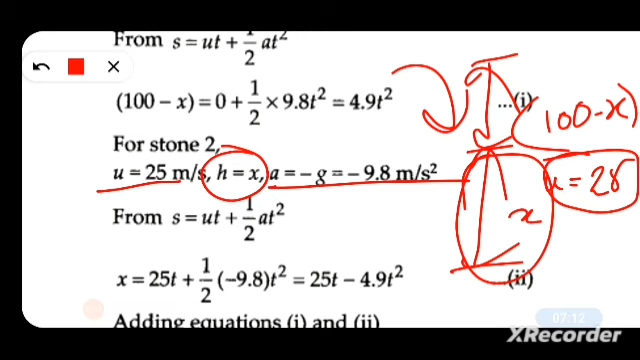 From s = ut + 1/2 at²
(100 – x) = 0 + 1/2 × 9.8t² = 4.9t² ...(i)
(100-x)
For stone 2,
u = 25 m/s, h = x, a = – g = – 9.8 m/s²
u = 25
x
From s = ut + 1/2 at²
x = 25t + 1/2 (–9.8)t² = 25t – 4.9t² (ii)
07:12
XRecorder
Adding equations (i) and (ii)